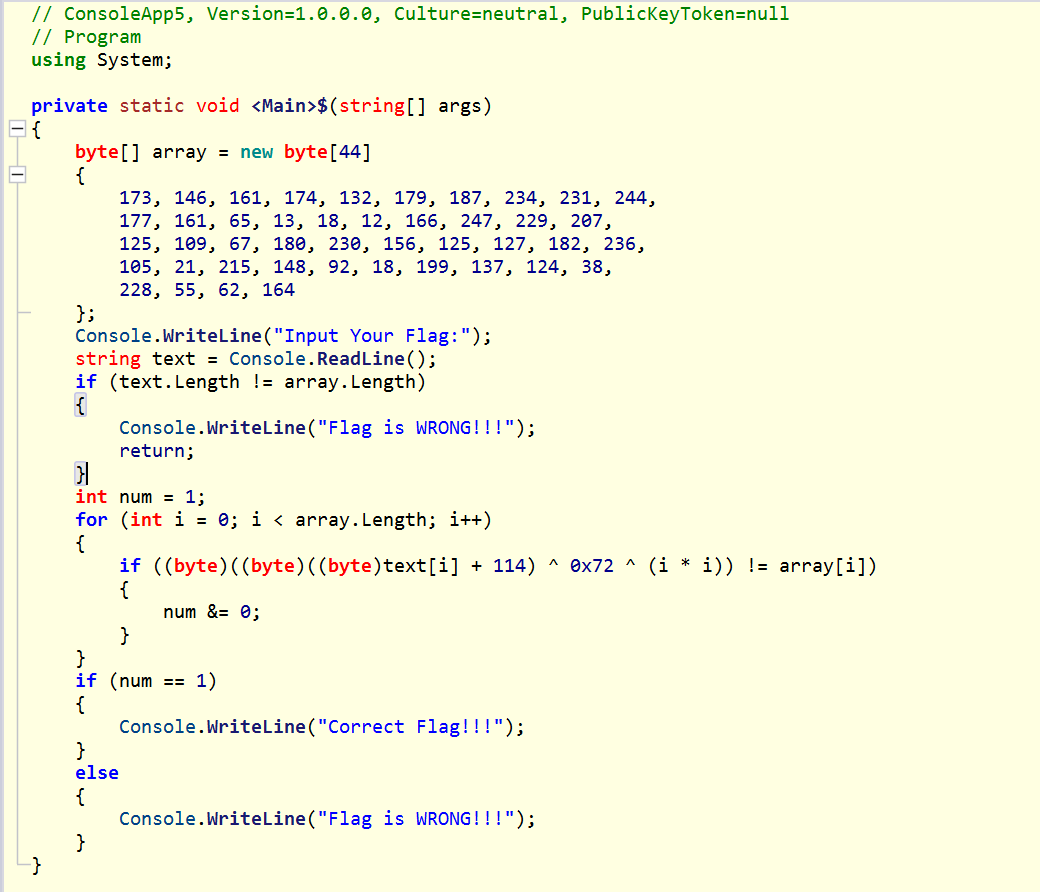 // ConsoleApp5, Version=1.0.0.0, Culture=neutral, PublicKeyToken=null
// Program
using System;
private static void <Main>$(string[] args)
{
byte[] array = new byte[44]
{
173, 146, 161, 174, 132, 179, 187, 234, 231, 244,
177, 161, 65, 13, 18, 12, 166, 247, 229, 207,
125, 109, 67, 180, 230, 156, 125, 127, 182, 236,
105, 21, 215, 148, 92, 18, 199, 137, 124, 38,
228, 55, 62, 164
};
Console.WriteLine("Input Your Flag:");
string text = Console.ReadLine();
if (text.Length != array.Length)
{
Console.WriteLine("Flag is WRONG!!!");
return;
}
int num = 1;
for (int i = 0; i < array.Length; i++)
{
if ((byte)((byte)((byte)text[i] + 114) ^ 0x72 ^ (i * i)) != array[i])
{
num &= 0;
}
}
if (num == 1)
{
Console.WriteLine("Correct Flag!!!");
}
else
{
Console.WriteLine("Flag is WRONG!!!");
}
}